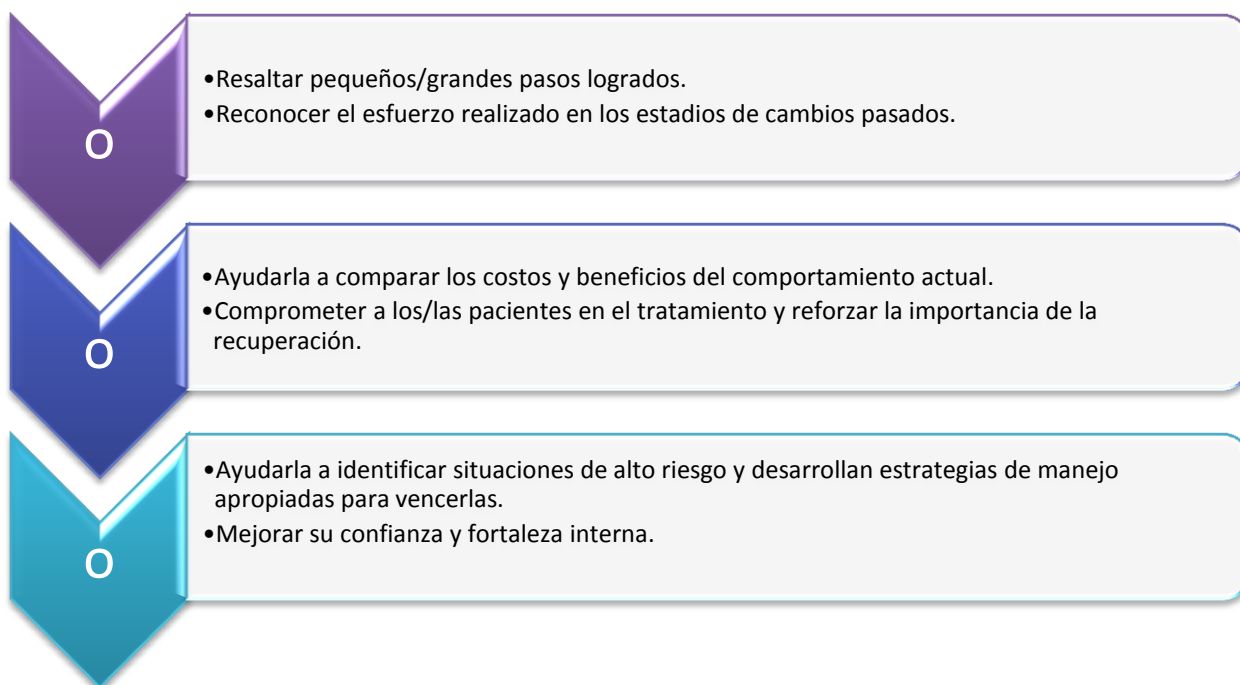 O
•Resaltar pequeños/grandes pasos logrados.
•Reconocer el esfuerzo realizado en los estadios de cambios pasados.
O
•Ayudarla a comparar los costos y beneficios del comportamiento actual.
•Comprometer a los/las pacientes en el tratamiento y reforzar la importancia de la
recuperación.
O
•Ayudarla a identificar situaciones de alto riesgo y desarrollan estrategias de manejo
apropiadas para vencerlas.
•Mejorar su confianza y fortaleza interna.